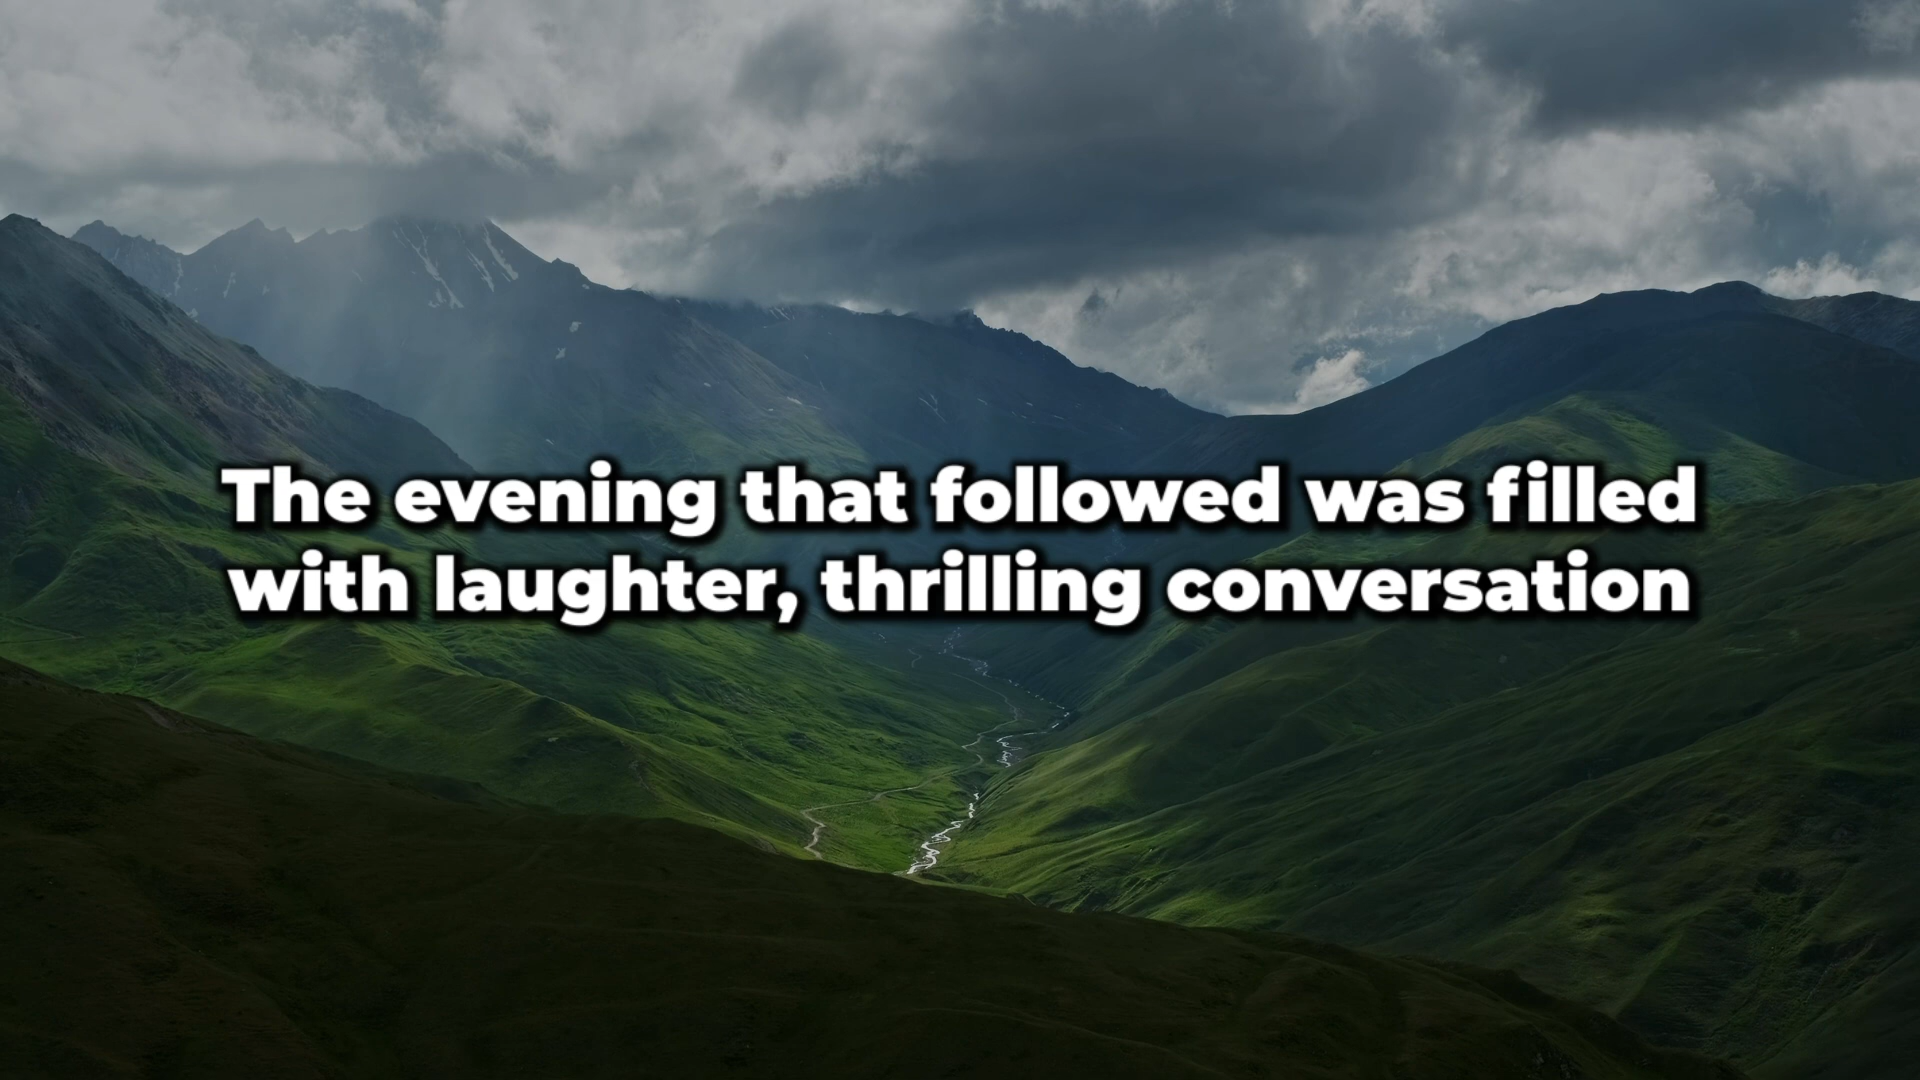 The evening that followed was filled
with laughter, thrilling conversation